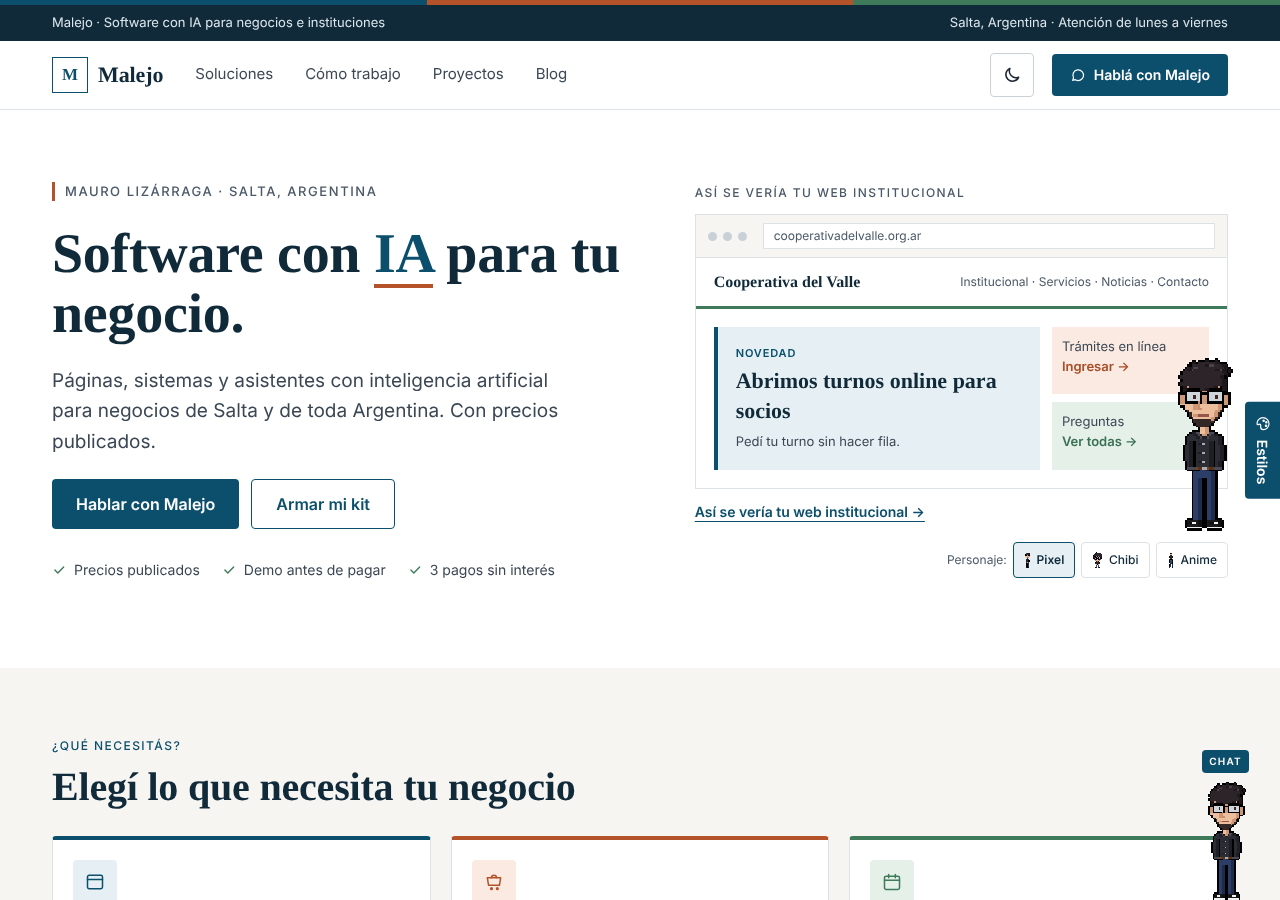 Malejo · Software con IA para negocios e instituciones
Salta, Argentina · Atención de lunes a viernes
M
Malejo
Soluciones
Cómo trabajo
Proyectos
Blog
Hablá con Malejo
MAURO LIZÁRRAGA · SALTA, ARGENTINA
Software con IA para tu
negocio.
Páginas, sistemas y asistentes con inteligencia artificial
para negocios de Salta y de toda Argentina. Con precios
publicados.
Hablar con Malejo
Armar mi kit
Precios publicados
Demo antes de pagar
3 pagos sin interés
ASÍ SE VERÍA TU WEB INSTITUCIONAL
cooperativadelvalle.org.ar
Cooperativa del Valle
Institucional · Servicios · Noticias · Contacto
NOVEDAD
Abrimos turnos online para
socios
Pedí tu turno sin hacer fila.
Trámites en línea
Ingresar →
Preguntas
Ver todas →
Así se vería tu web institucional →
Personaje:
Pixel
Chibi
Anime
Estilos
¿QUÉ NECESITÁS?
Elegí lo que necesita tu negocio
CHAT